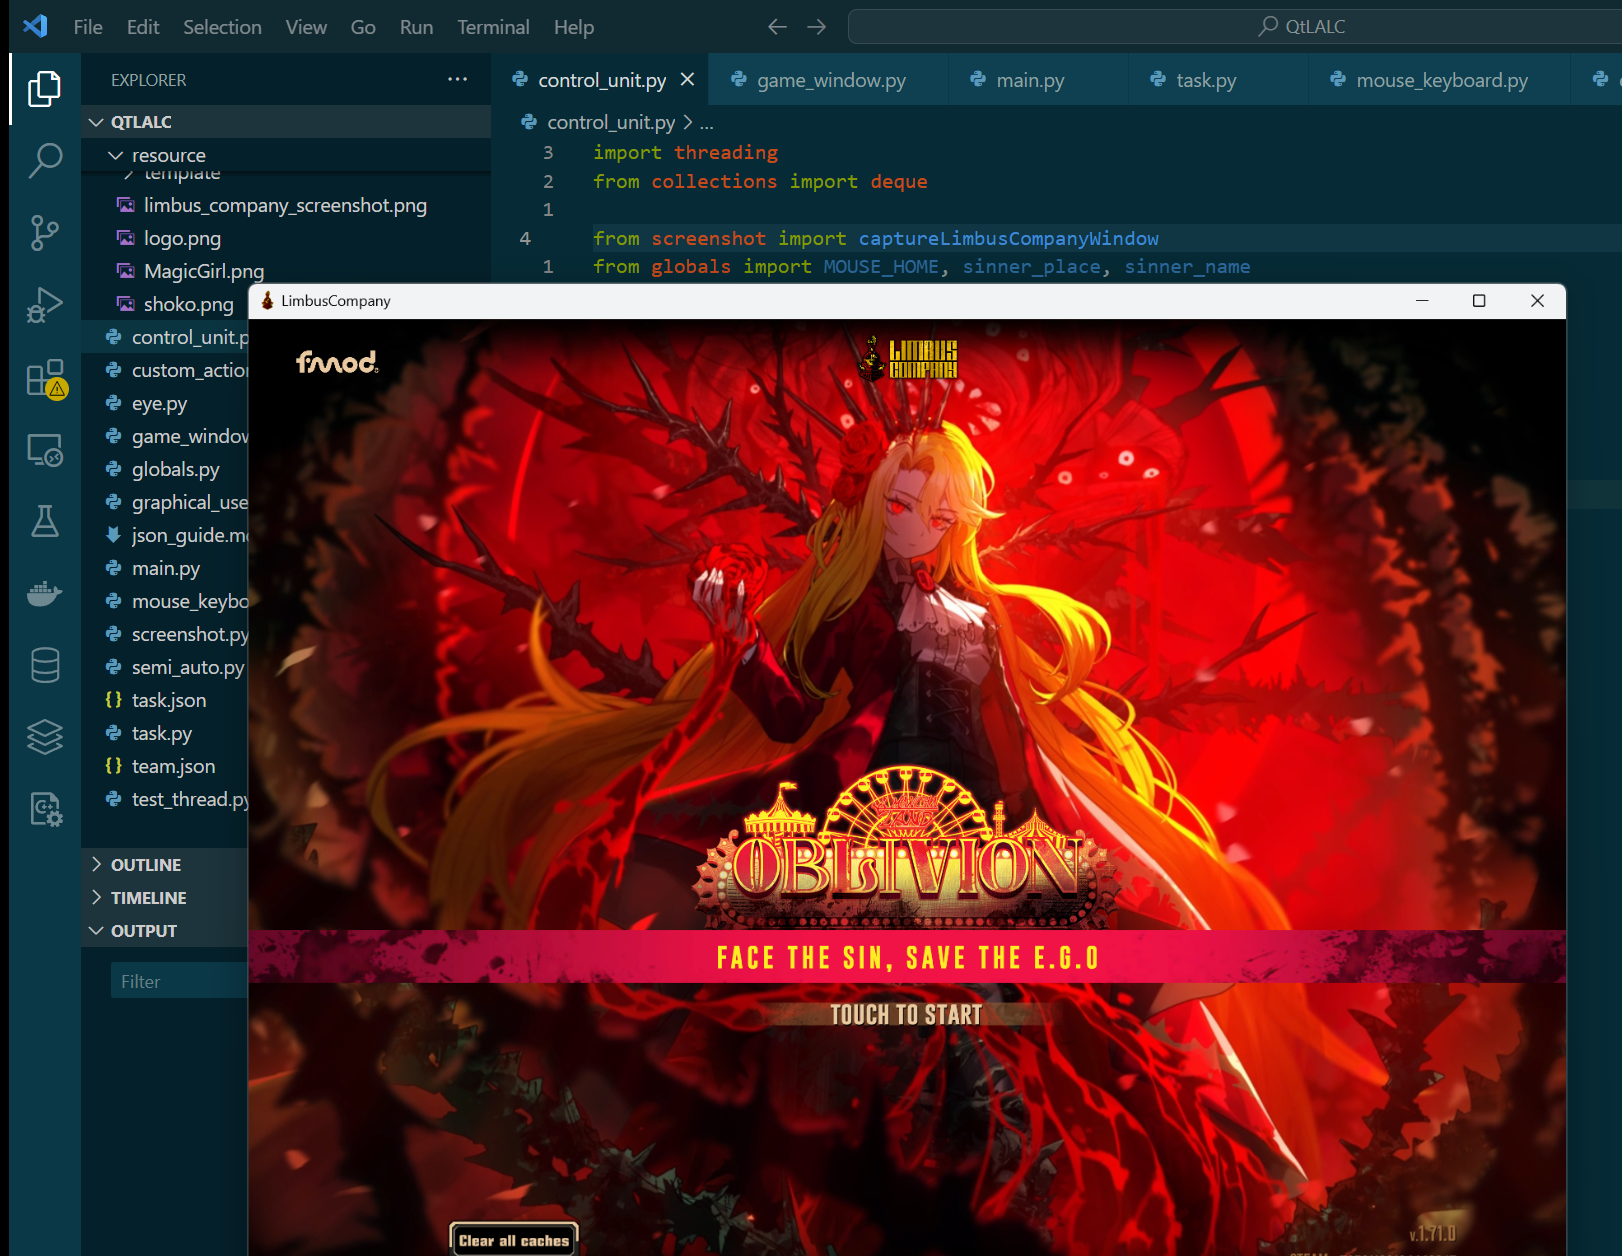 File Edit Selection View Go Run Terminal Help
QtLALC
EXPLORER
control_unit.py
game_window.py
main.py
task.py
mouse_keyboard.py
QTLALC
control_unit.py > ...
resource
template
limbus_company_screenshot.png
logo.png
MagicGirl.png
shoko.png
control_unit.p
custom_action
eye.py
game_window
globals.py
graphical_use
json_guide.m
main.py
mouse_keybo
screenshot.py
semi_auto.py
task.json
task.py
team.json
test_thread.py
OUTLINE
TIMELINE
OUTPUT
Filter
3 import threading
2 from collections import deque
1
4 from screenshot import captureLimbusCompanyWindow
1 from globals import MOUSE_HOME, sinner_place, sinner_name
LimbusCompany
fmod®
LIMBUS
COMPANY
OBLIVION
FACE THE SIN, SAVE THE E.G.O
TOUCH TO START
Clear all caches
v.1.71.0